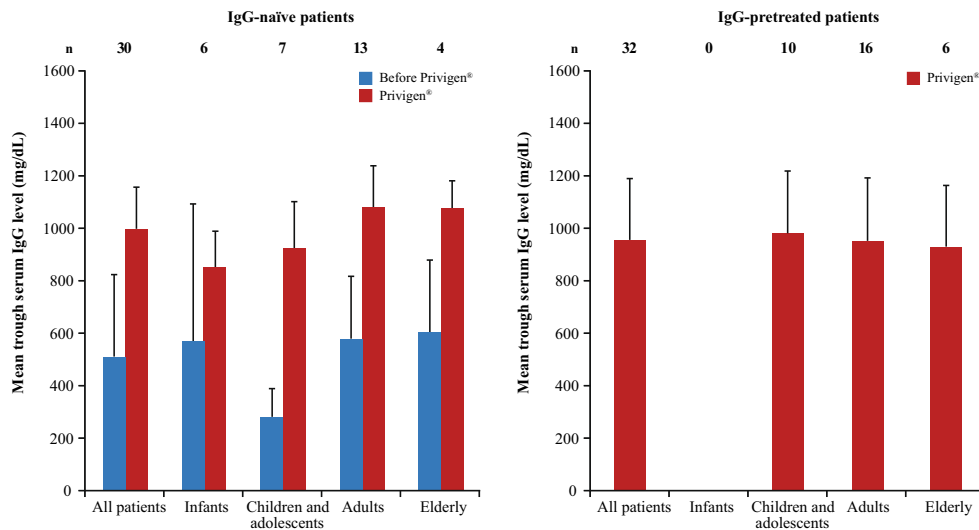 IgG-naïve patients
n 30 6 7 13 4
1600
1400
1200
1000
800
600
400
200
0
Mean trough serum IgG level (mg/dL)
Before Privigen®
Privigen®
All patients Infants Children and adolescents Adults Elderly
IgG-pretreated patients
n 32 0 10 16 6
1600
1400
1200
1000
800
600
400
200
0
Mean trough serum IgG level (mg/dL)
Privigen®
All patients Infants Children and adolescents Adults Elderly